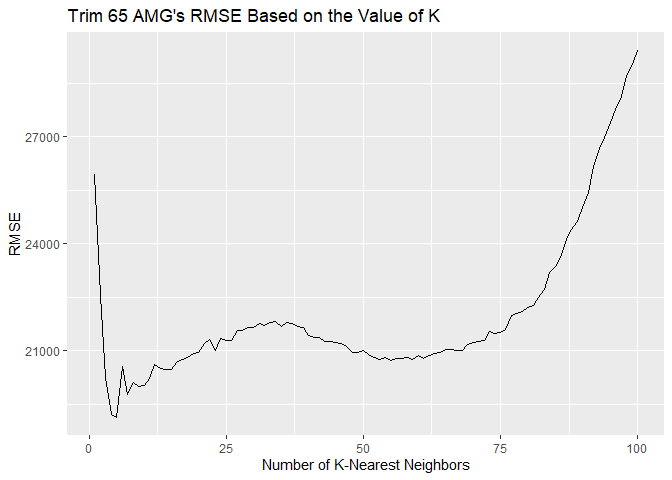 Trim 65 AMG's RMSE Based on the Value of K
27000
24000
21000
RMSE
0 25 50 75 100
Number of K-Nearest Neighbors